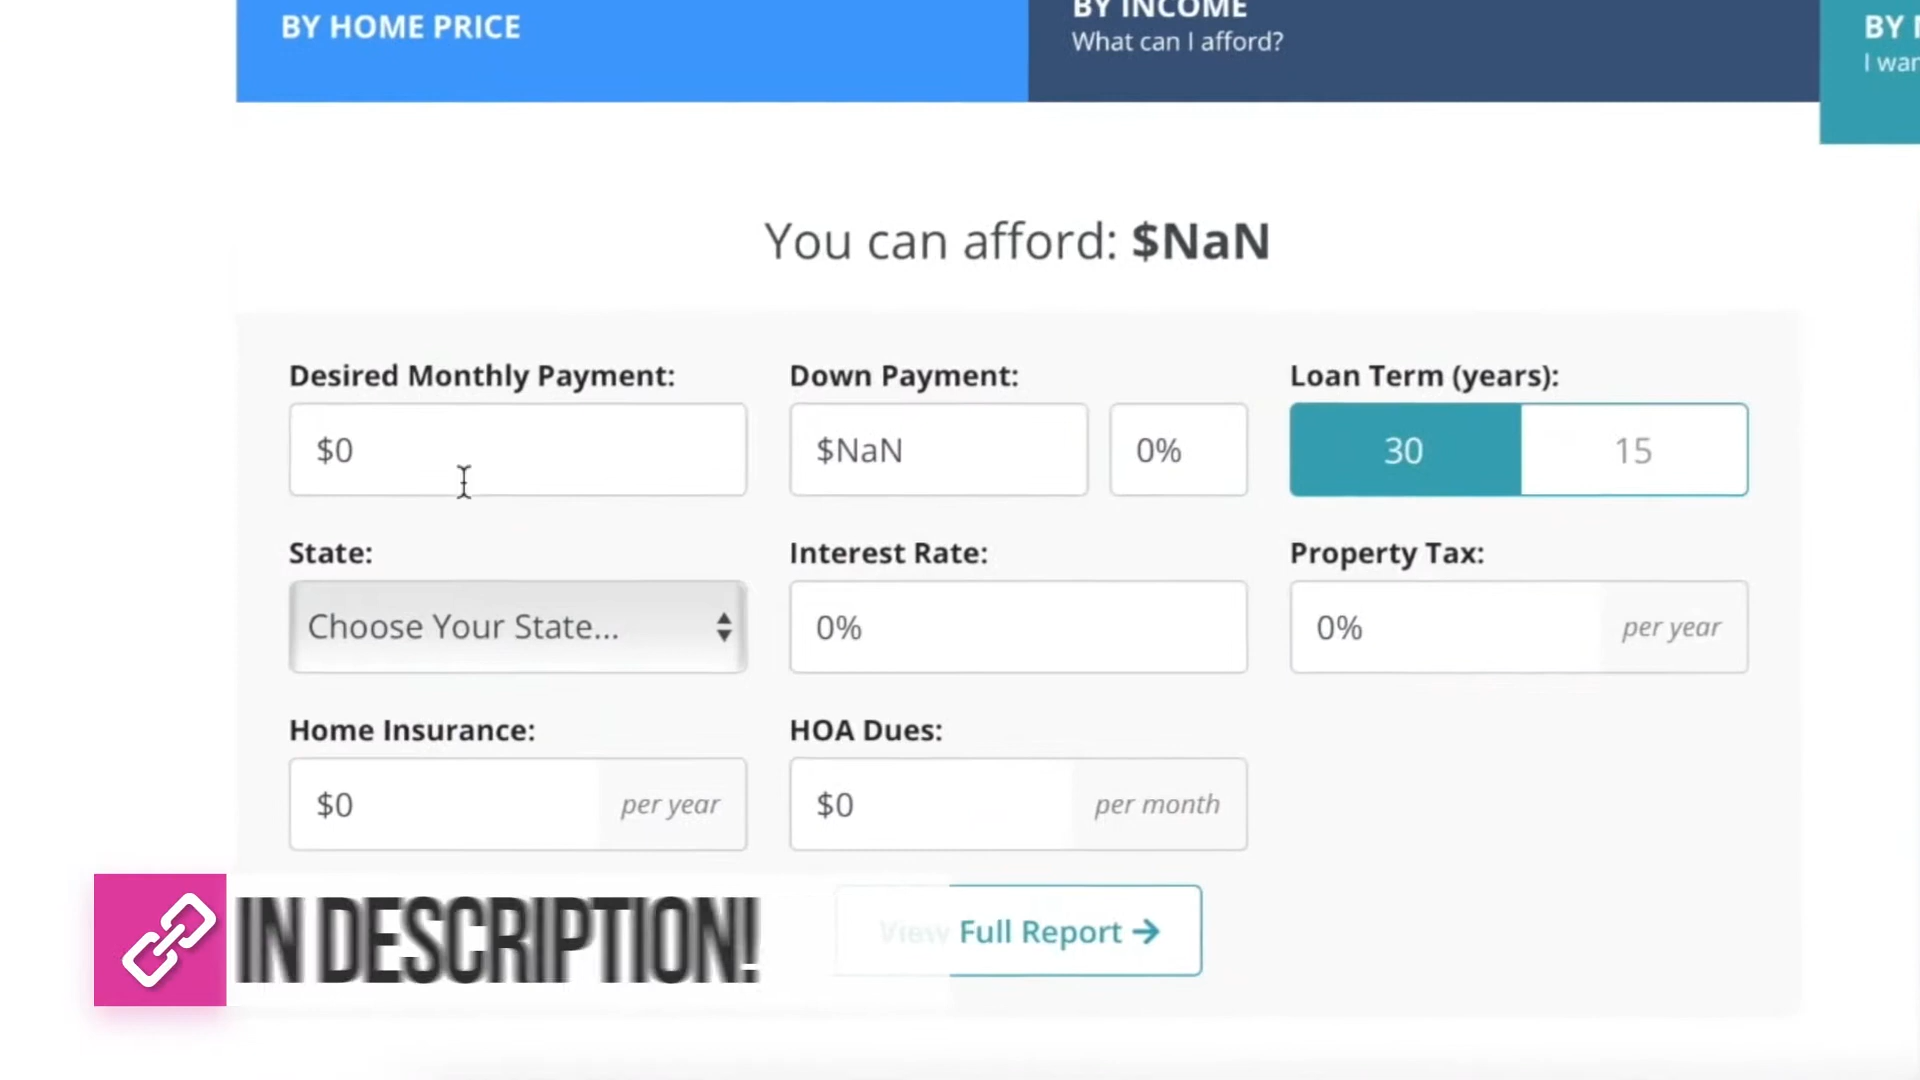 BY HOME PRICE
BY INCOME
What can I afford?
BY
I
You can afford: $NaN
Desired Monthly Payment:
Down Payment:
Loan Term (years):
$0
$NaN
0%
30
15
State:
Interest Rate:
Property Tax:
Choose Your State...
0%
0%
per year
Home Insurance:
HOA Dues:
$0
per year
$0
per month
IN DESCRIPTION!
View Full Report